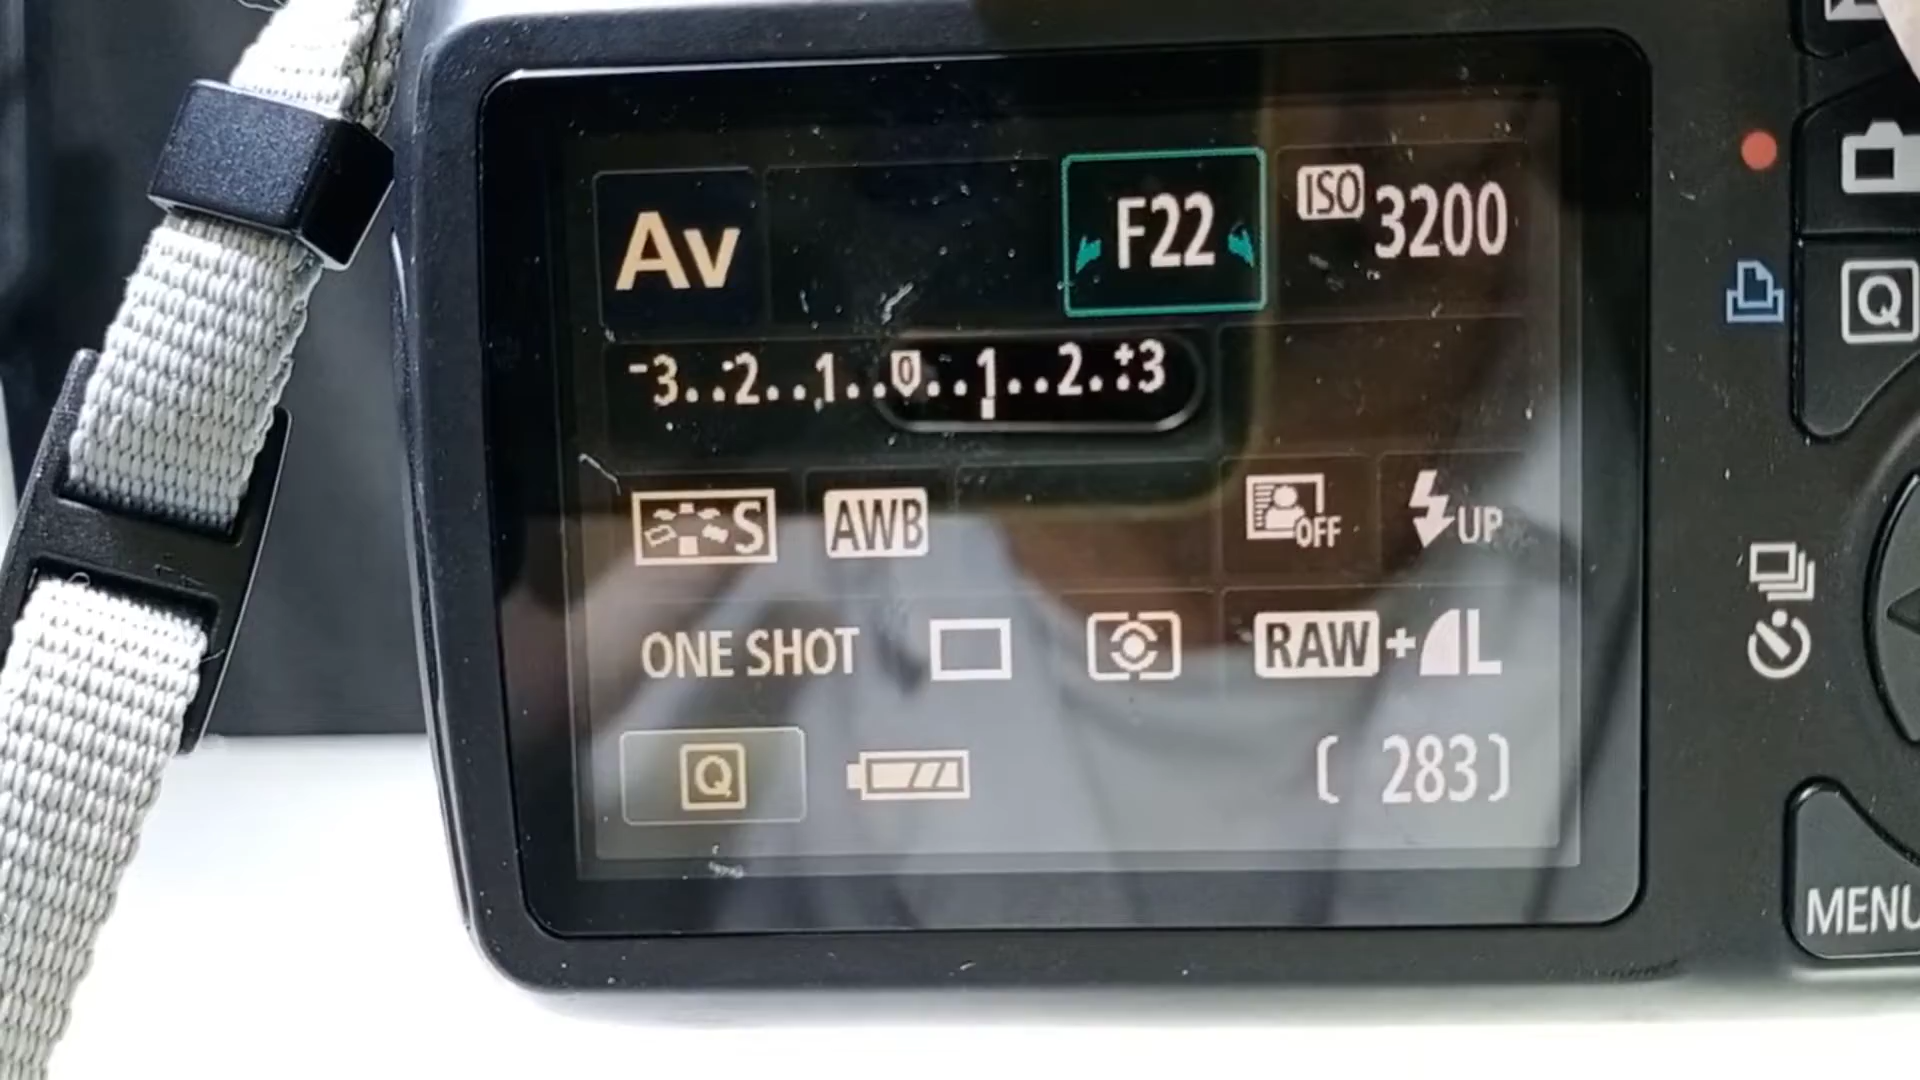 Av F22 ISO 3200
-3..2..1..0..1..2..+3
S AWB OFF UP
ONE SHOT RAW+L
Q [ 283]
Q
MENU